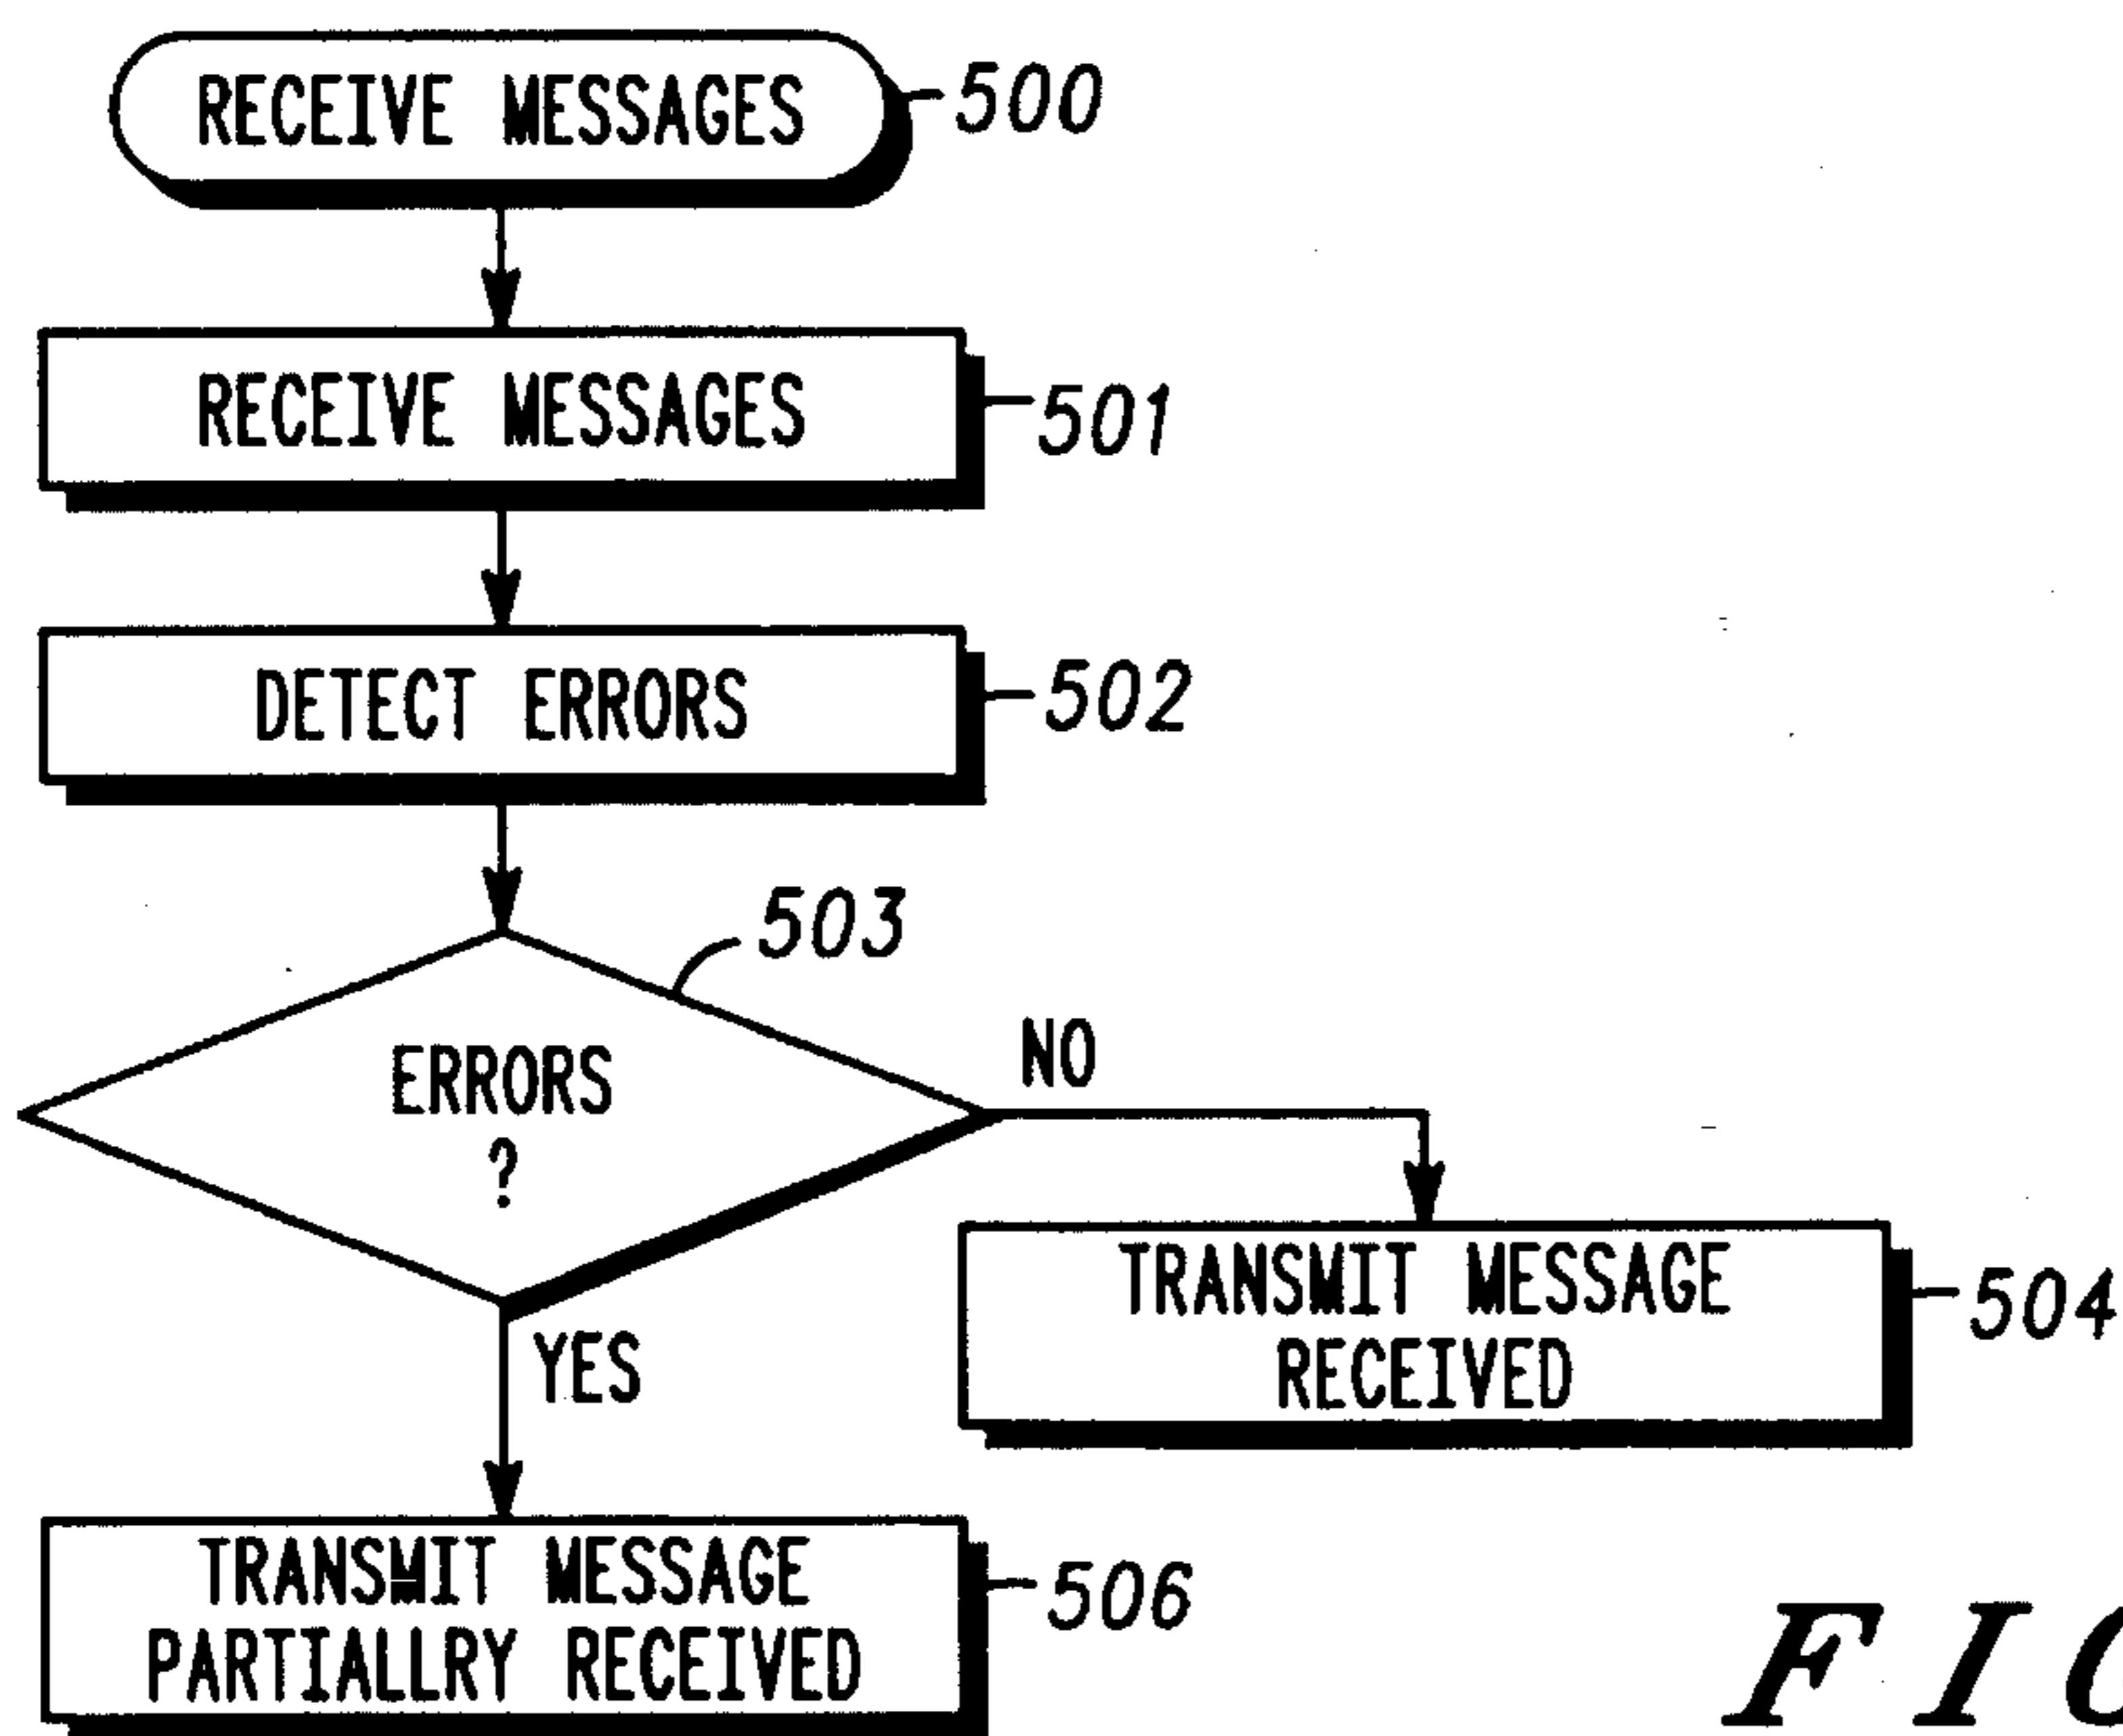 RECEIVE MESSAGES
500
RECEIVE MESSAGES
501
DETECT ERRORS
502
503
ERRORS
?
NO
YES
TRANSMIT MESSAGE
RECEIVED
504
TRANSMIT MESSAGE
PARTIALLRY RECEIVED
506